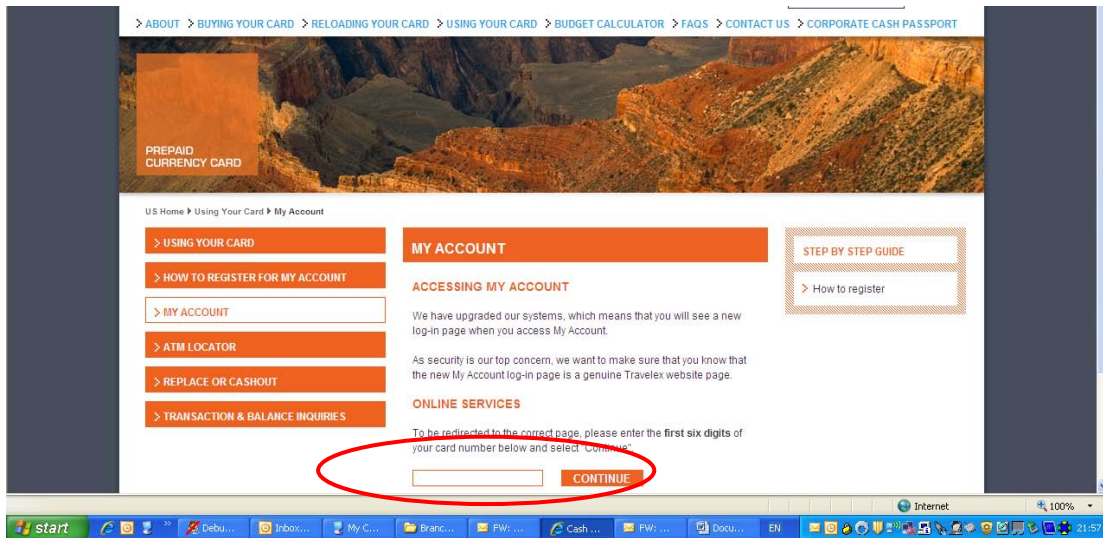 > ABOUT > BUYING YOUR CARD > RELOADING YOUR CARD > USING YOUR CARD > BUDGET CALCULATOR > FAQS > CONTACT US > CORPORATE CASH PASSPORT
PREPAID
CURRENCY CARD
US Home Using Your Card My Account
> USING YOUR CARD
> HOW TO REGISTER FOR MY ACCOUNT
> MY ACCOUNT
> ATM LOCATOR
> REPLACE OR CASHOUT
> TRANSACTION & BALANCE INQUIRIES
MY ACCOUNT
ACCESSING MY ACCOUNT
We have upgraded our systems, which means that you will see a new
log-in page when you access My Account.
As security is our top concern, we want to make sure that you know that
the new My Account log-in page is a genuine Travelex website page.
ONLINE SERVICES
To be redirected to the correct page, please enter the first six digits of
your card number below and select "Continue"
CONTINUE
STEP BY STEP GUIDE
> How to register
Internet 100%
start Debu... Inbox... My C... Branc... FW: ... Cash ... FW: ... Docu... EN 21:57